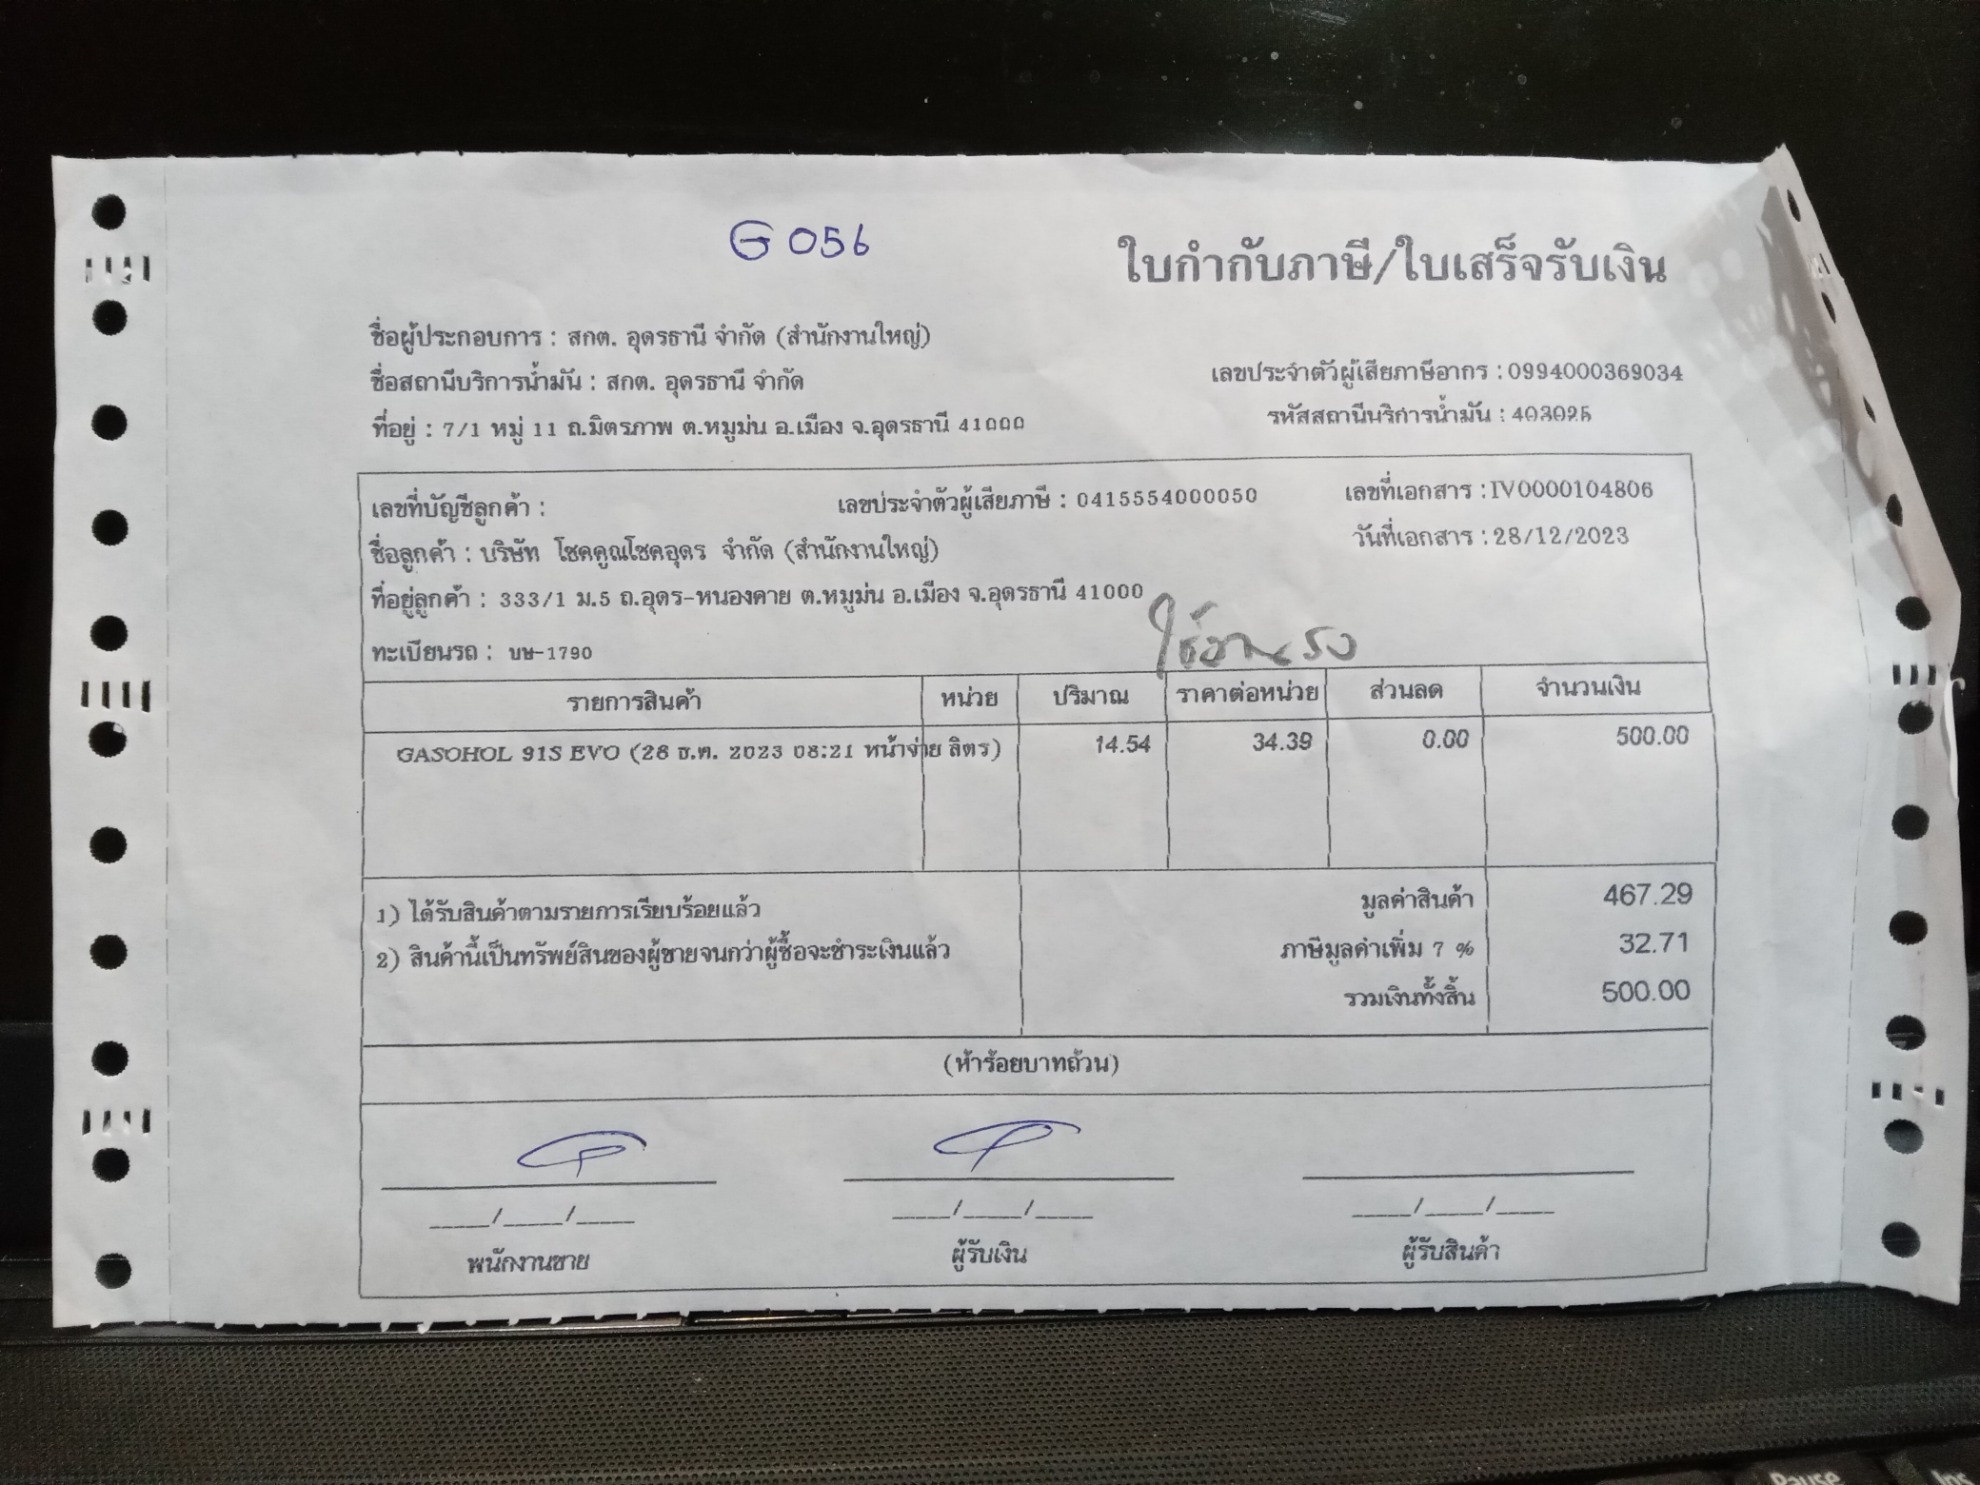 G 056
ใบกำกับภาษี/ใบเสร็จรับเงิน
ชื่อผู้ประกอบการ : สกต. อุดรธานี จำกัด (สำนักงานใหญ่)
ชื่อสถานีบริการน้ำมัน : สกต. อุดรธานี จำกัด
เลขประจำตัวผู้เสียภาษีอากร : 0994000369034
ที่อยู่ : 7/1 หมู่ 11 ถ.มิตรภาพ ต.หมูม่น อ.เมือง จ.อุดรธานี 41000
รหัสสถานีบริการน้ำมัน : 403025
เลขที่บัญชีลูกค้า : เลขประจำตัวผู้เสียภาษี : 0415554000050 เลขที่เอกสาร : IV0000104806
ชื่อลูกค้า : บริษัท โชคคูณโชคอุดร จำกัด (สำนักงานใหญ่) วันที่เอกสาร : 28/12/2023
ที่อยู่ลูกค้า : 333/1 ม.5 ถ.อุดร-หนองคาย ต.หมูม่น อ.เมือง จ.อุดรธานี 41000
ทะเบียนรถ : บษ-1790
รายการสินค้า หน่วย ปริมาณ ราคาต่อหน่วย ส่วนลด จำนวนเงิน
GASOHOL 91S EVO (28 ธ.ค. 2023 08:21 หน้าจ่าย ลิตร) 14.54 34.39 0.00 500.00
1) ได้รับสินค้าตามรายการเรียบร้อยแล้ว มูลค่าสินค้า 467.29
2) สินค้านี้เป็นทรัพย์สินของผู้ขายจนกว่าผู้ซื้อจะชำระเงินแล้ว ภาษีมูลค่าเพิ่ม 7 % 32.71
รวมเงินทั้งสิ้น 500.00
(ห้าร้อยบาทถ้วน)
____/____/____ ____/____/____ ____/____/____
พนักงานขาย ผู้รับเงิน ผู้รับสินค้า
Pause
Ins